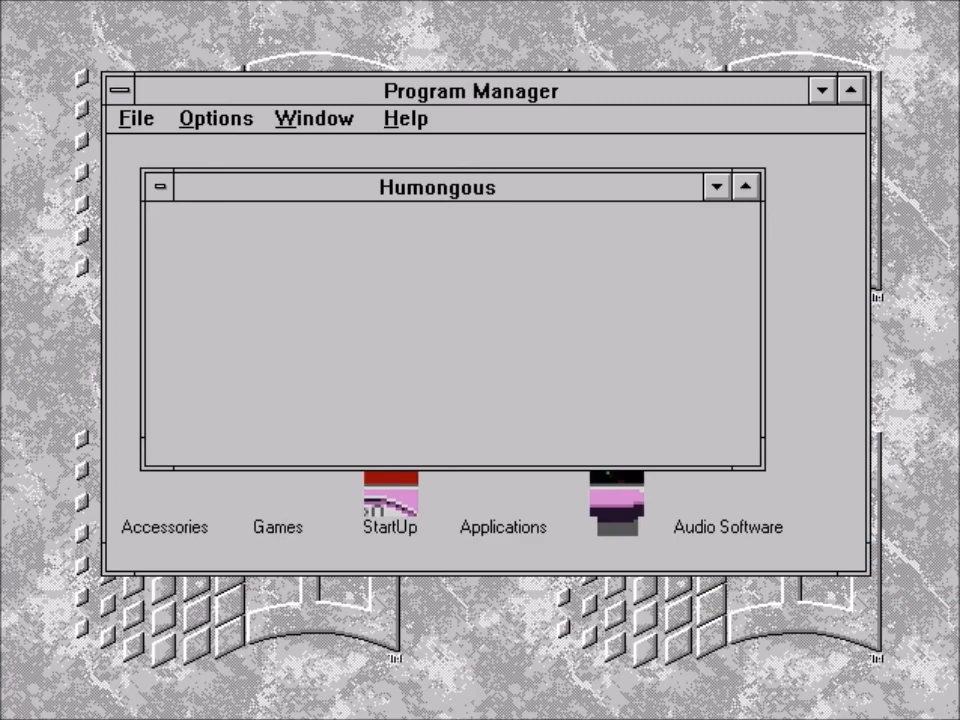 Program Manager
File Options Window Help
Humongous
Accessories Games StartUp Applications Audio Software